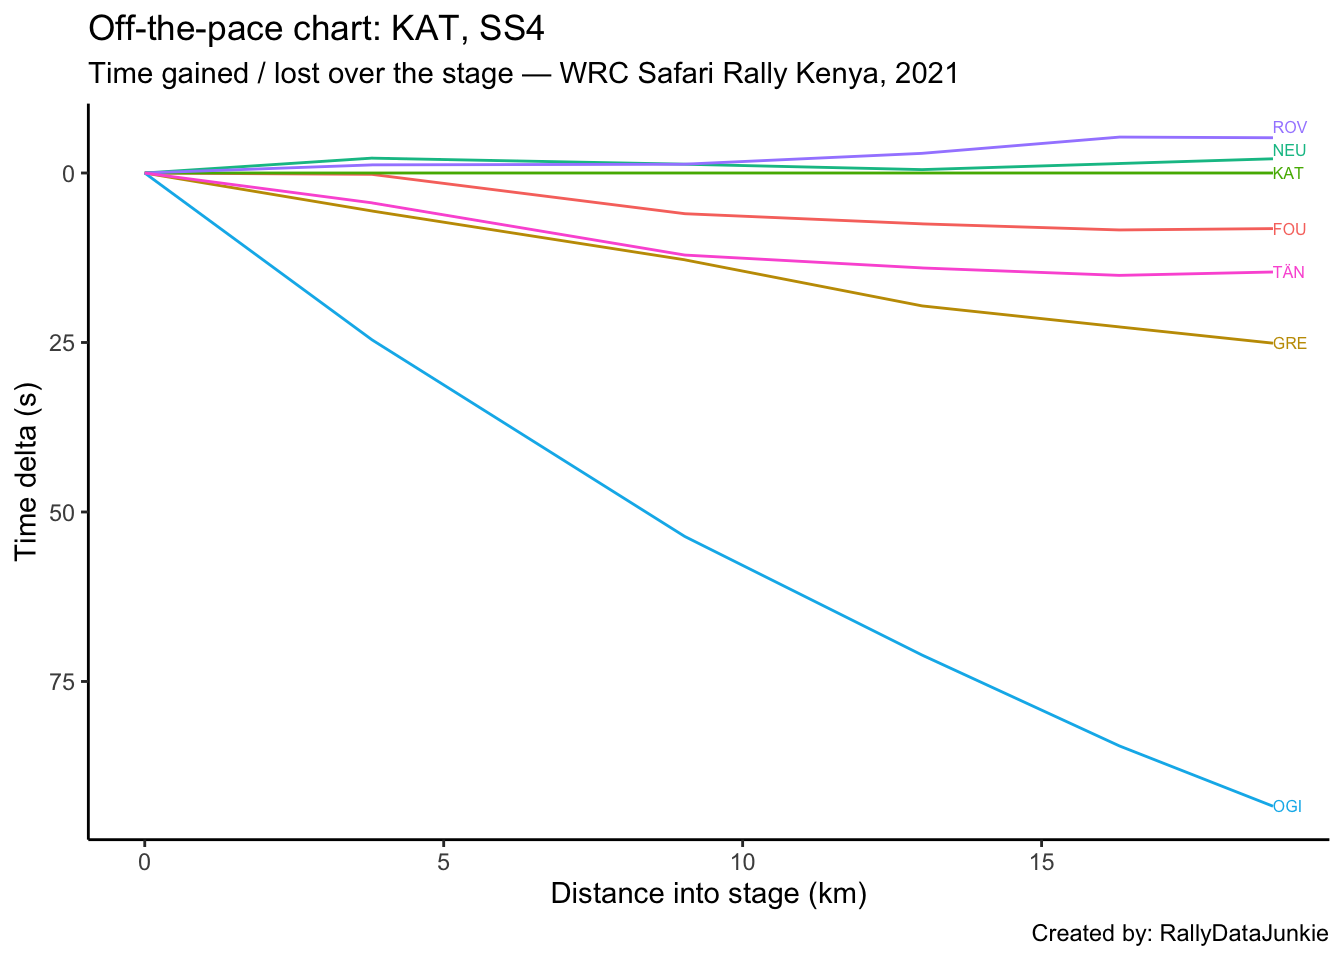 Off-the-pace chart: KAT, SS4
Time gained / lost over the stage — WRC Safari Rally Kenya, 2021
ROV
NEU
KAT
FOU
TÄN
GRE
OGI
0
25
50
75
Time delta (s)
0
5
10
15
Distance into stage (km)
Created by: RallyDataJunkie